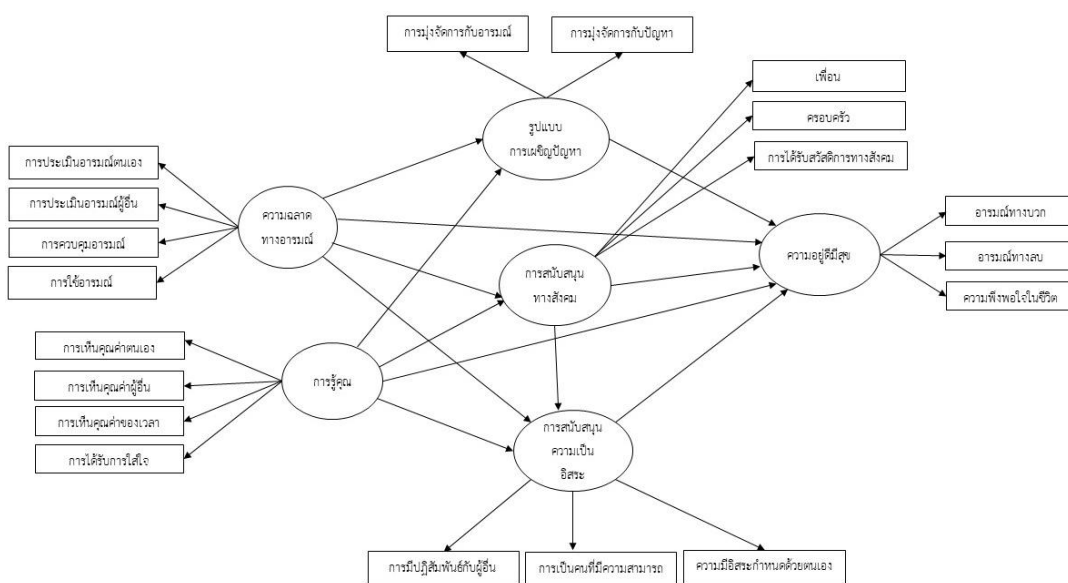 การมุ่งจัดการกับอารมณ์
การมุ่งจัดการกับปัญหา
เพื่อน
ครอบครัว
การได้รับสวัสดิการทางสังคม
รูปแบบ
การเผชิญปัญหา
การประเมินอารมณ์ตนเอง
การประเมินอารมณ์ผู้อื่น
การควบคุมอารมณ์
การใช้อารมณ์
ความฉลาด
ทางอารมณ์
การสนับสนุน
ทางสังคม
ความอยู่ดีมีสุข
อารมณ์ทางบวก
อารมณ์ทางลบ
ความพึงพอใจในชีวิต
การเห็นคุณค่าตนเอง
การเห็นคุณค่าผู้อื่น
การเห็นคุณค่าของเวลา
การได้รับการใส่ใจ
การรู้คุณ
การสนับสนุน
ความเป็น
อิสระ
การมีปฏิสัมพันธ์กับผู้อื่น
การเป็นคนที่มีความสามารถ
ความมีอิสระกำหนดด้วยตนเอง